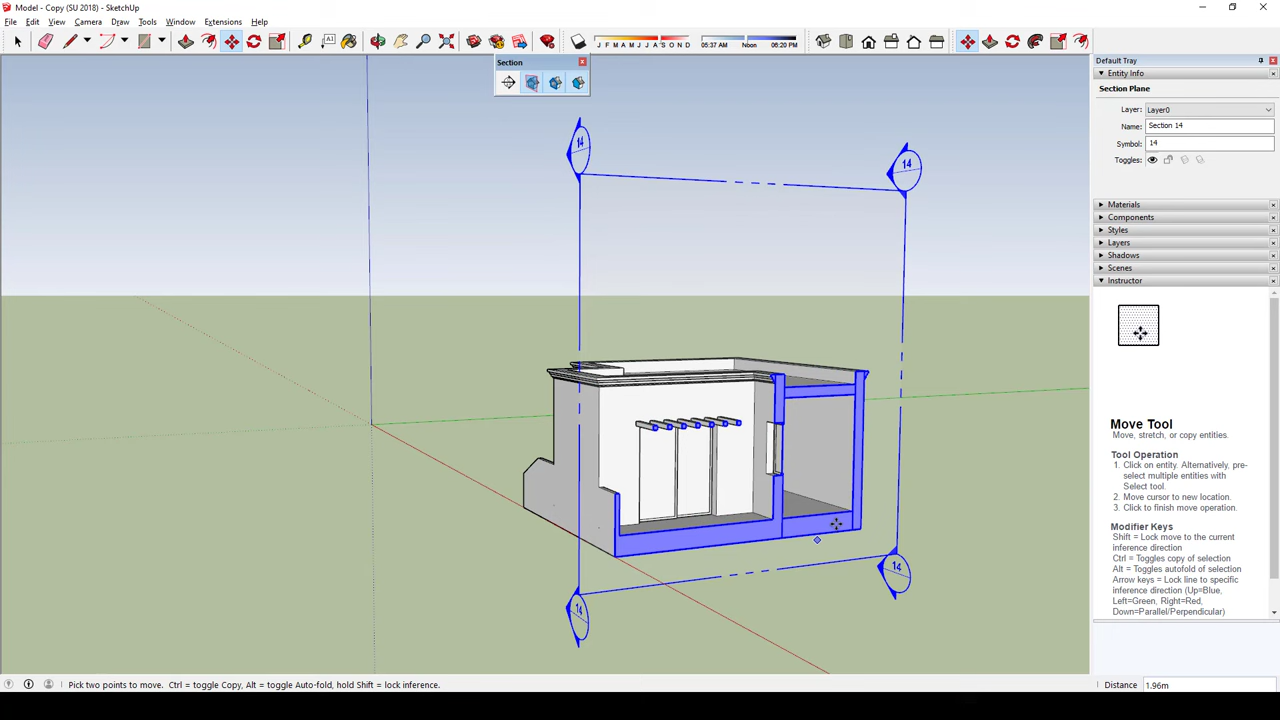 Model - Copy (SU 2018) - SketchUp
File Edit View Camera Draw Tools Window Extensions Help
J F M A M J J A S O N D 05:37 AM Noon 06:20 PM
Section
Default Tray
Entity Info
Section Plane
Layer: Layer0
Name: Section 14
Symbol: 14
Toggles:
Materials
Components
Styles
Layers
Shadows
Scenes
Instructor
Move Tool
Move, stretch, or copy entities.
Tool Operation
1. Click on entity. Alternatively, pre-
select multiple entities with
Select tool.
2. Move cursor to new location.
3. Click to finish move operation.
Modifier Keys
Shift = Lock move to the current
inference direction
Ctrl = Toggles copy of selection
Alt = Toggles autofold of selection
Arrow keys = Lock line to specific
inference direction (Up=Blue,
Left=Green, Right=Red,
Down=Parallel/Perpendicular)
14
14
14
14
Pick two points to move. Ctrl = toggle Copy, Alt = toggle Auto-fold, hold Shift = lock inference.
Distance 1.96m